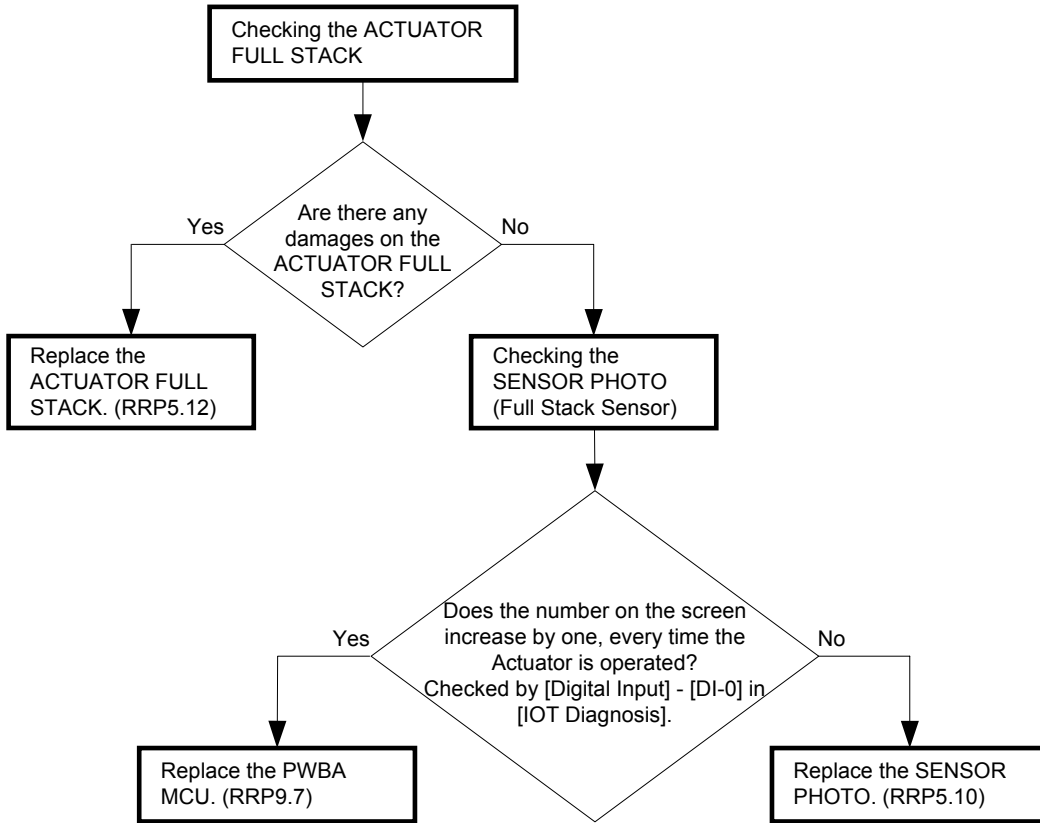 Checking the ACTUATOR
FULL STACK
Are there any
damages on the
ACTUATOR FULL
STACK?
Yes
No
Replace the
ACTUATOR FULL
STACK. (RRP5.12)
Checking the
SENSOR PHOTO
(Full Stack Sensor)
Does the number on the screen
increase by one, every time the
Actuator is operated?
Checked by [Digital Input] - [DI-0] in
[IOT Diagnosis].
Yes
No
Replace the PWBA
MCU. (RRP9.7)
Replace the SENSOR
PHOTO. (RRP5.10)